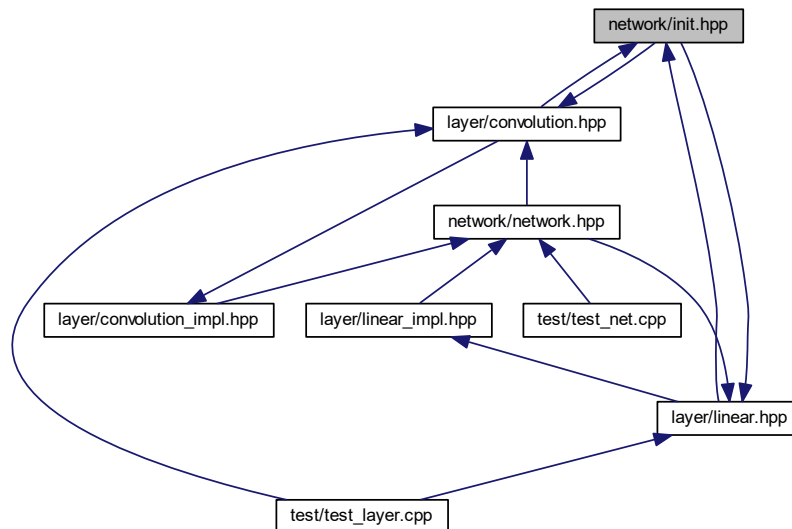 network/init.hpp
layer/convolution.hpp
network/network.hpp
layer/convolution_impl.hpp
layer/linear_impl.hpp
test/test_net.cpp
layer/linear.hpp
test/test_layer.cpp